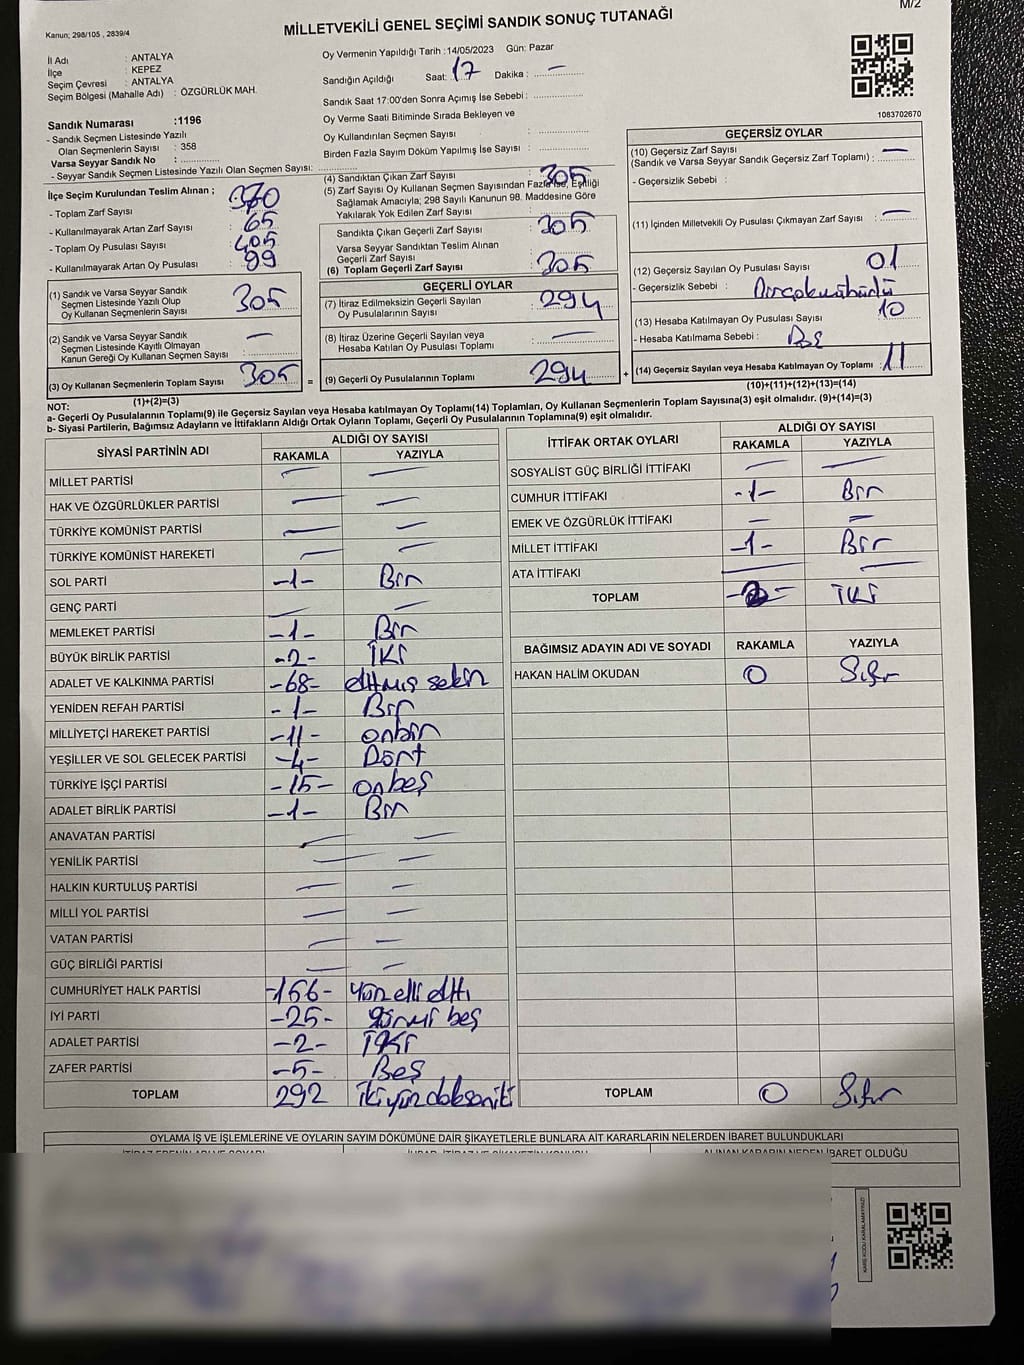 M/2
Kanun; 298/105 , 2839/4
MİLLETVEKİLİ GENEL SEÇİMİ SANDIK SONUÇ TUTANAĞI
İl Adı : ANTALYA
İlçe : KEPEZ
Seçim Çevresi : ANTALYA
Seçim Bölgesi (Mahalle Adı) : ÖZGÜRLÜK MAH.
Sandık Numarası :1196
- Sandık Seçmen Listesinde Yazılı
Olan Seçmenlerin Sayısı : 358
Varsa Seyyar Sandık No :
- Seyyar Sandık Seçmen Listesinde Yazılı Olan Seçmen Sayısı:
Oy Vermenin Yapıldığı Tarih :14/05/2023 Gün: Pazar
Sandığın Açıldığı Saat: 17 Dakika : —
Sandık Saat 17:00'den Sonra Açımış İse Sebebi :
Oy Verme Saati Bitiminde Sırada Bekleyen ve
Oy Kullandırılan Seçmen Sayısı :
Birden Fazla Sayım Döküm Yapılmış İse Sayısı :
1083702670
İlçe Seçim Kurulundan Teslim Alınan ;
- Toplam Zarf Sayısı : 370
- Kullanılmayarak Artan Zarf Sayısı : 65
- Toplam Oy Pusulası Sayısı : 405
- Kullanılmayarak Artan Oy Pusulası : 99
(1) Sandık ve Varsa Seyyar Sandık
Seçmen Listesinde Yazılı Olup
Oy Kullanan Seçmenlerin Sayısı : 305
(2) Sandık ve Varsa Seyyar Sandık
Seçmen Listesinde Kayıtlı Olmayan
Kanun Gereği Oy Kullanan Seçmen Sayısı : —
(3) Oy Kullanan Seçmenlerin Toplam Sayısı : 305 =
(1)+(2)=(3)
(4) Sandıktan Çıkan Zarf Sayısı : 305
(5) Zarf Sayısı Oy Kullanan Seçmen Sayısından Fazla İse, Eşitliği
Sağlamak Amacıyla; 298 Sayılı Kanunun 98. Maddesine Göre
Yakılarak Yok Edilen Zarf Sayısı :
Sandıkta Çıkan Geçerli Zarf Sayısı : 305
Varsa Seyyar Sandıktan Teslim Alınan
Geçerli Zarf Sayısı :
(6) Toplam Geçerli Zarf Sayısı : 305
GEÇERLİ OYLAR
(7) İtiraz Edilmeksizin Geçerli Sayılan
Oy Pusulalarının Sayısı : 294
(8) İtiraz Üzerine Geçerli Sayılan veya
Hesaba Katılan Oy Pusulası Toplamı : —
(9) Geçerli Oy Pusulalarının Toplamı : 294 +
GEÇERSİZ OYLAR
(10) Geçersiz Zarf Sayısı
(Sandık ve Varsa Seyyar Sandık Geçersiz Zarf Toplamı) : —
- Geçersizlik Sebebi :
(11) İçinden Milletvekili Oy Pusulası Çıkmayan Zarf Sayısı : —
(12) Geçersiz Sayılan Oy Pusulası Sayısı : 01
- Geçersizlik Sebebi :
(13) Hesaba Katılmayan Oy Pusulası Sayısı : 10
- Hesaba Katılmama Sebebi :
(14) Geçersiz Sayılan veya Hesaba Katılmayan Oy Toplamı : 11
(10)+(11)+(12)+(13)=(14)
NOT:
a- Geçerli Oy Pusulalarının Toplamı(9) ile Geçersiz Sayılan veya Hesaba katılmayan Oy Toplamı(14) Toplamları, Oy Kullanan Seçmenlerin Toplam Sayısına(3) eşit olmalıdır. (9)+(14)=(3)
b- Siyasi Partilerin, Bağımsız Adayların ve İttifakların Aldığı Ortak Oyların Toplamı, Geçerli Oy Pusulalarının Toplamına(9) eşit olmalıdır.
SİYASİ PARTİNİN ADI ALDIĞI OY SAYISI
RAKAMLA YAZIYLA
MİLLET PARTİSİ — —
HAK VE ÖZGÜRLÜKLER PARTİSİ — —
TÜRKİYE KOMÜNİST PARTİSİ — —
TÜRKİYE KOMÜNİST HAREKETİ — —
SOL PARTİ -1- Bir
GENÇ PARTİ — —
MEMLEKET PARTİSİ -1- Bir
BÜYÜK BİRLİK PARTİSİ -2- İki
ADALET VE KALKINMA PARTİSİ -68- altmış sekiz
YENİDEN REFAH PARTİSİ -1- Bir
MİLLİYETÇİ HAREKET PARTİSİ -11- onbir
YEŞİLLER VE SOL GELECEK PARTİSİ -4- Dört
TÜRKİYE İŞÇİ PARTİSİ -15- onbeş
ADALET BİRLİK PARTİSİ -1- Bir
ANAVATAN PARTİSİ — —
YENİLİK PARTİSİ — —
HALKIN KURTULUŞ PARTİSİ — —
MİLLİ YOL PARTİSİ — —
VATAN PARTİSİ — —
GÜÇ BİRLİĞİ PARTİSİ — —
CUMHURİYET HALK PARTİSİ -156- yüz elli altı
İYİ PARTİ -25- yirmi beş
ADALET PARTİSİ -2- İki
ZAFER PARTİSİ -5- Beş
TOPLAM 292 ikiyüz doksan iki
İTTİFAK ORTAK OYLARI ALDIĞI OY SAYISI
RAKAMLA YAZIYLA
SOSYALİST GÜÇ BİRLİĞİ İTTİFAKI — —
CUMHUR İTTİFAKI -1- Bir
EMEK VE ÖZGÜRLÜK İTTİFAKI — —
MİLLET İTTİFAKI -1- Bir
ATA İTTİFAKI — —
TOPLAM -2- İKİ
BAĞIMSIZ ADAYIN ADI VE SOYADI RAKAMLA YAZIYLA
HAKAN HALİM OKUDAN 0 Sıfır
TOPLAM 0 Sıfır
OYLAMA İŞ VE İŞLEMLERİNE VE OYLARIN SAYIM DÖKÜMÜNE DAİR ŞİKAYETLERLE BUNLARA AİT KARARLARIN NELERDEN İBARET BULUNDUKLARI
ALINAN KARARIN NEDEN İBARET OLDUĞU
KARE KODU KARALAMAYINIZ!